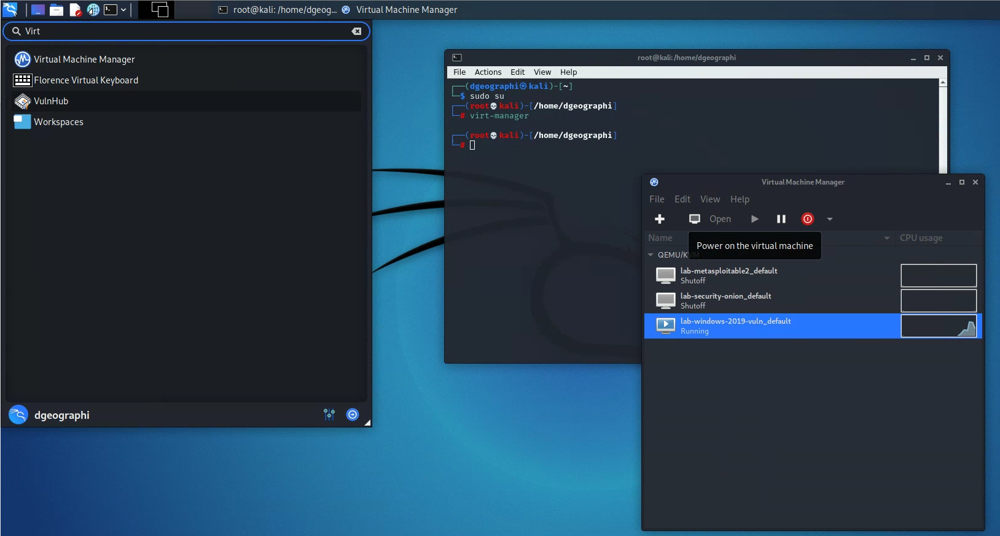 root@kali: /home/dgeog...
Virtual Machine Manager
Virt
Virtual Machine Manager
Florence Virtual Keyboard
VulnHub
Workspaces
dgeographi
root@kali: /home/dgeographi
File Actions Edit View Help
(dgeographi㉿kali)-[~]
$ sudo su
(root💀kali)-[/home/dgeographi]
# virt-manager
(root💀kali)-[/home/dgeographi]
#
Virtual Machine Manager
File Edit View Help
Open
Name CPU usage
Power on the virtual machine
QEMU/KVM
lab-metasploitable2_default
Shutoff
lab-security-onion_default
Shutoff
lab-windows-2019-vuln_default
Running